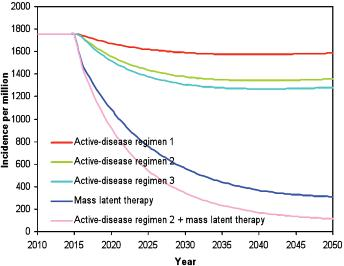 2000
1800
1600
1400
1200
1000
800
600
400
200
0
Incidence per million
Active-disease regimen 1
Active-disease regimen 2
Active-disease regimen 3
Mass latent therapy
Active-disease regimen 2 + mass latent therapy
2010 2015 2020 2025 2030 2035 2040 2045 2050
Year